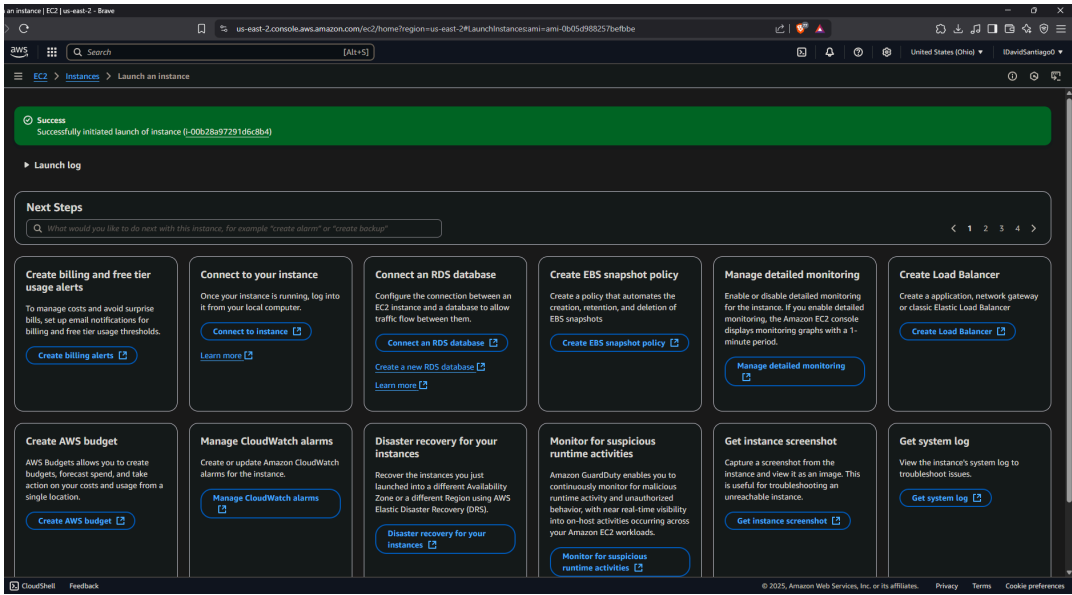 an instance | EC2 | us-east-2 - Brave
us-east-2.console.aws.amazon.com/ec2/home?region=us-east-2#LaunchInstances:ami=ami-0b05d988257befbbe
aws
Search
[Alt+S]
United States (Ohio)
IDavidSantiago0
EC2 > Instances > Launch an instance
Success
Successfully initiated launch of instance (i-00b28a97291d6c8b4)
Launch log
Next Steps
What would you like to do next with this instance, for example "create alarm" or "create backup"
1 2 3 4
Create billing and free tier
usage alerts
To manage costs and avoid surprise
bills, set up email notifications for
billing and free tier usage thresholds.
Create billing alerts
Connect to your instance
Once your instance is running, log into
it from your local computer.
Connect to instance
Learn more
Connect an RDS database
Configure the connection between an
EC2 instance and a database to allow
traffic flow between them.
Connect an RDS database
Create a new RDS database
Learn more
Create EBS snapshot policy
Create a policy that automates the
creation, retention, and deletion of
EBS snapshots
Create EBS snapshot policy
Manage detailed monitoring
Enable or disable detailed monitoring
for the instance. If you enable detailed
monitoring, the Amazon EC2 console
displays monitoring graphs with a 1-
minute period.
Manage detailed monitoring
Create Load Balancer
Create a application, network gateway
or classic Elastic Load Balancer
Create Load Balancer
Create AWS budget
AWS Budgets allows you to create
budgets, forecast spend, and take
action on your costs and usage from a
single location.
Create AWS budget
Manage CloudWatch alarms
Create or update Amazon CloudWatch
alarms for the instance.
Manage CloudWatch alarms
Disaster recovery for your
instances
Recover the instances you just
launched into a different Availability
Zone or a different Region using AWS
Elastic Disaster Recovery (DRS).
Disaster recovery for your
instances
Monitor for suspicious
runtime activities
Amazon GuardDuty enables you to
continuously monitor for malicious
runtime activity and unauthorized
behavior, with near real-time visibility
into on-host activities occurring across
your Amazon EC2 workloads.
Monitor for suspicious
runtime activities
Get instance screenshot
Capture a screenshot from the
instance and view it as an image. This
is useful for troubleshooting an
unreachable instance.
Get instance screenshot
Get system log
View the instance's system log to
troubleshoot issues.
Get system log
CloudShell
Feedback
© 2025, Amazon Web Services, Inc. or its affiliates.
Privacy
Terms
Cookie preferences